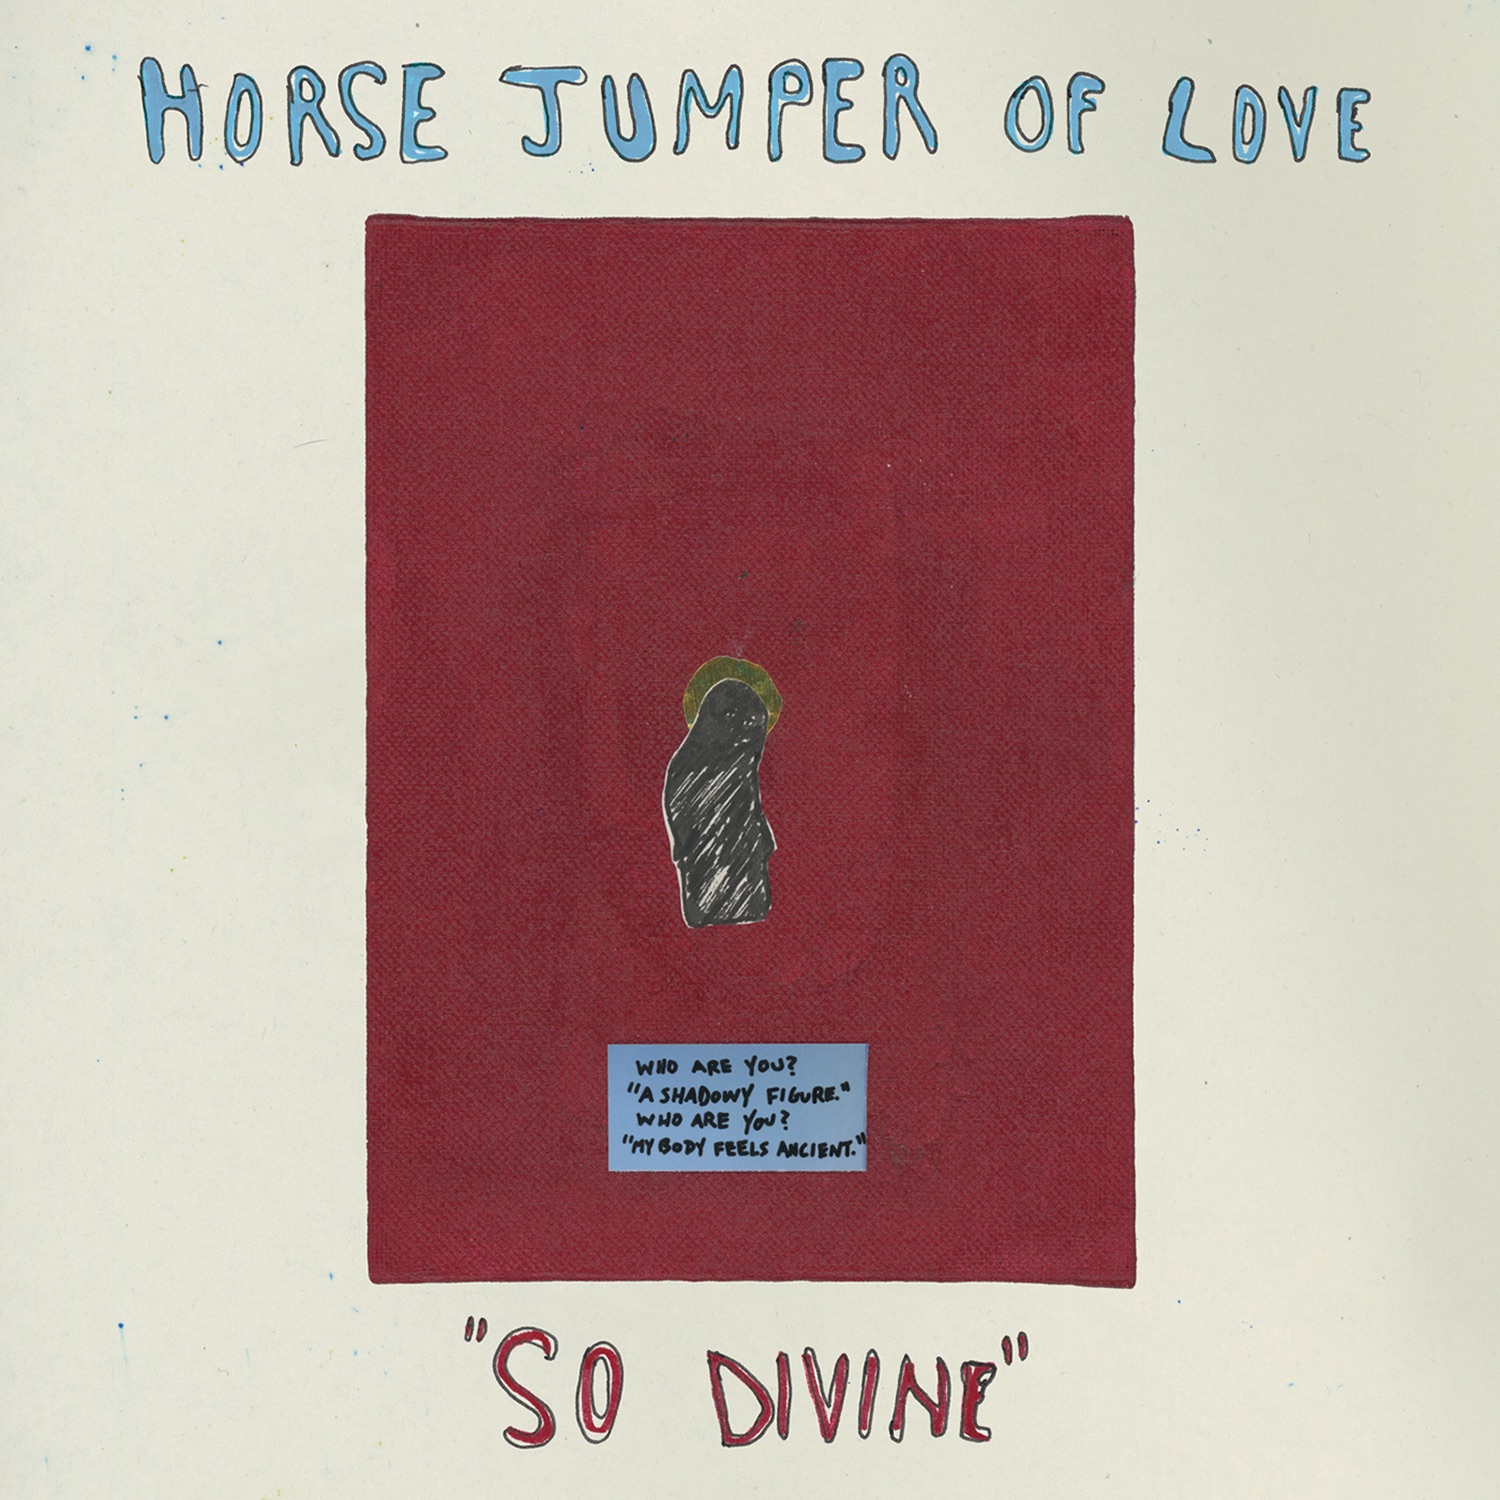 HORSE JUMPER OF LOVE
WHO ARE YOU?
"A SHADOWY FIGURE."
WHO ARE YOU?
"MY BODY FEELS ANCIENT."
"SO DIVINE"